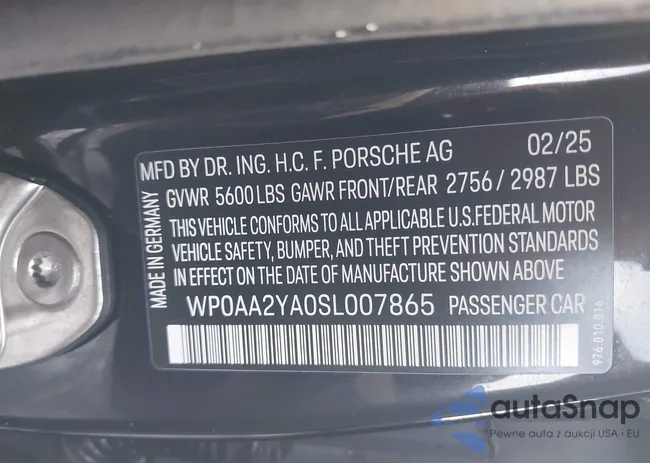 MFD BY DR. ING. H.C. F. PORSCHE AG 02/25
GVWR 5600 LBS GAWR FRONT/REAR 2756 / 2987 LBS
THIS VEHICLE CONFORMS TO ALL APPLICABLE U.S.FEDERAL MOTOR
VEHICLE SAFETY, BUMPER, AND THEFT PREVENTION STANDARDS
IN EFFECT ON THE DATE OF MANUFACTURE SHOWN ABOVE
WP0AA2YA0SL007865 PASSENGER CAR
MADE IN GERMANY
976.010.016
autoSnap
Pewne auta z aukcji USA i EU